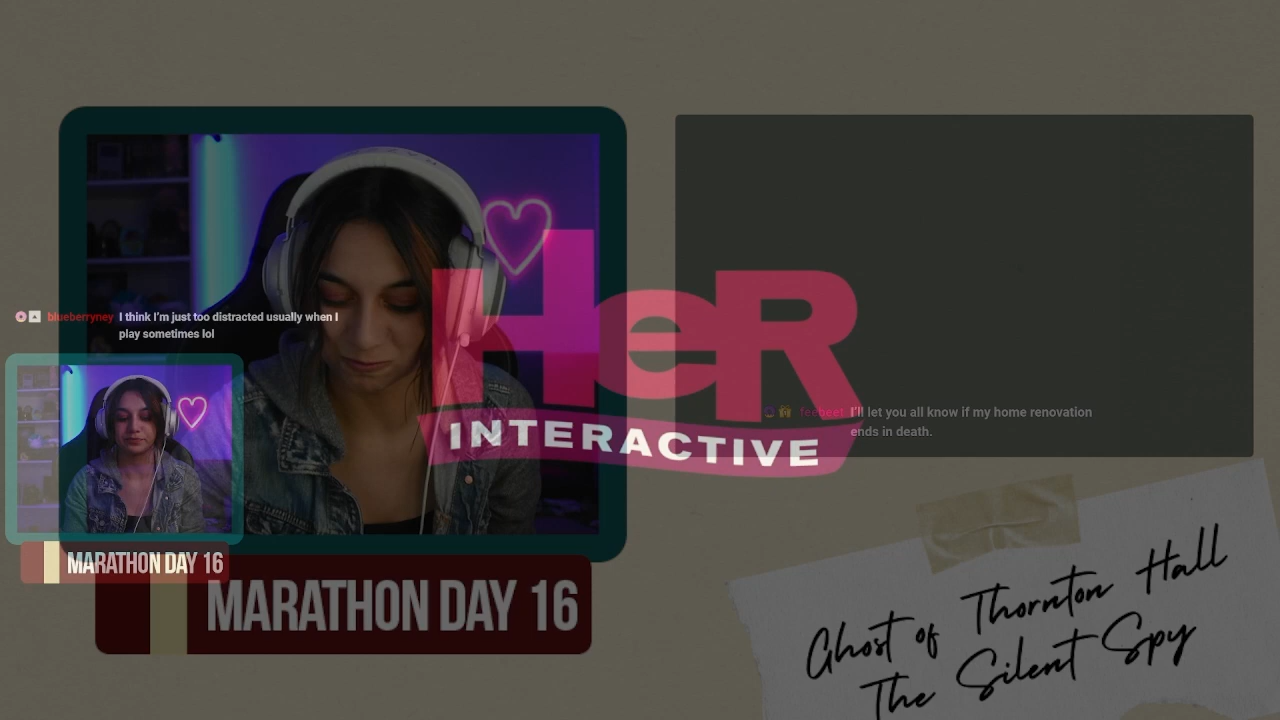 blueberryney I think I'm just too distracted usually when I
play sometimes lol
MARATHON DAY 16
MARATHON DAY 16
HeR
INTERACTIVE
feebeel I'll let you all know if my home renovation
ends in death.
Ghost of Thornton Hall
The Silent Spy